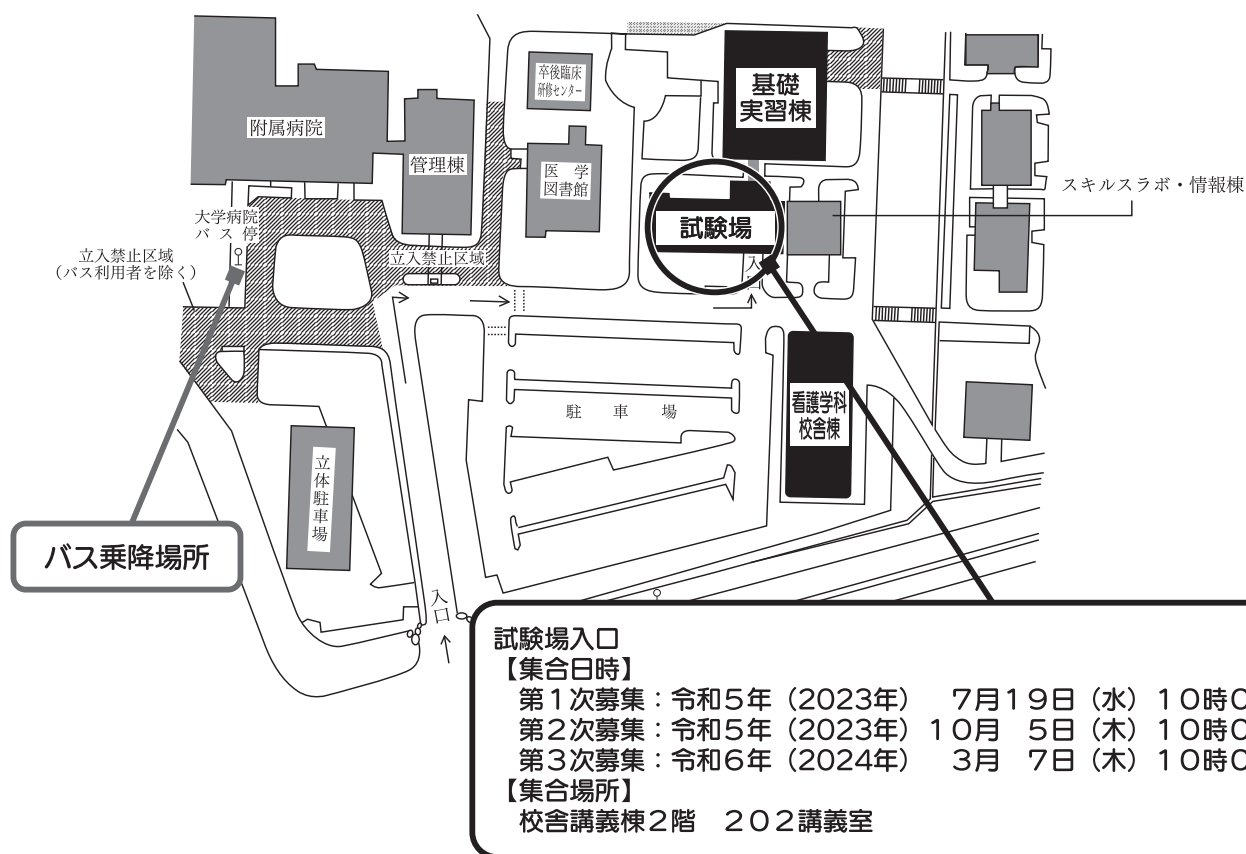 卒後臨床
研修センター
基礎
実習棟
附属病院
管理棟
医学
図書館
スキルスラボ・情報棟
大学病院
バス停
試験場
立入禁止区域
(バス利用者を除く)
立入禁止区域
入口
駐車場
看護学科
校舎棟
立体駐車場
バス乗降場所
入口
試験場入口
【集合日時】
第1次募集：令和5年（2023年） 7月19日（水）10時0
第2次募集：令和5年（2023年）10月 5日（木）10時0
第3次募集：令和6年（2024年） 3月 7日（木）10時0
【集合場所】
校舎講義棟2階 202講義室